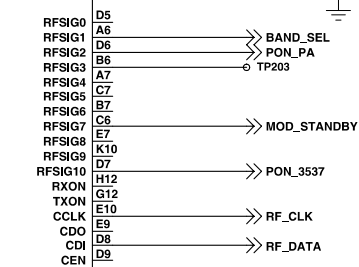 RFSIG0 D5
RFSIG1 A6 BAND_SEL
RFSIG2 D6 PON_PA
RFSIG3 B6 TP203
RFSIG4 A7
RFSIG5 C7
RFSIG6 B7
RFSIG7 C6 MOD_STANDBY
RFSIG8 E7
RFSIG9 K10
RFSIG10 D7 PON_3537
RXON H12
TXON G12
CCLK E10 RF_CLK
CDO E9
CDI D8 RF_DATA
CEN D9